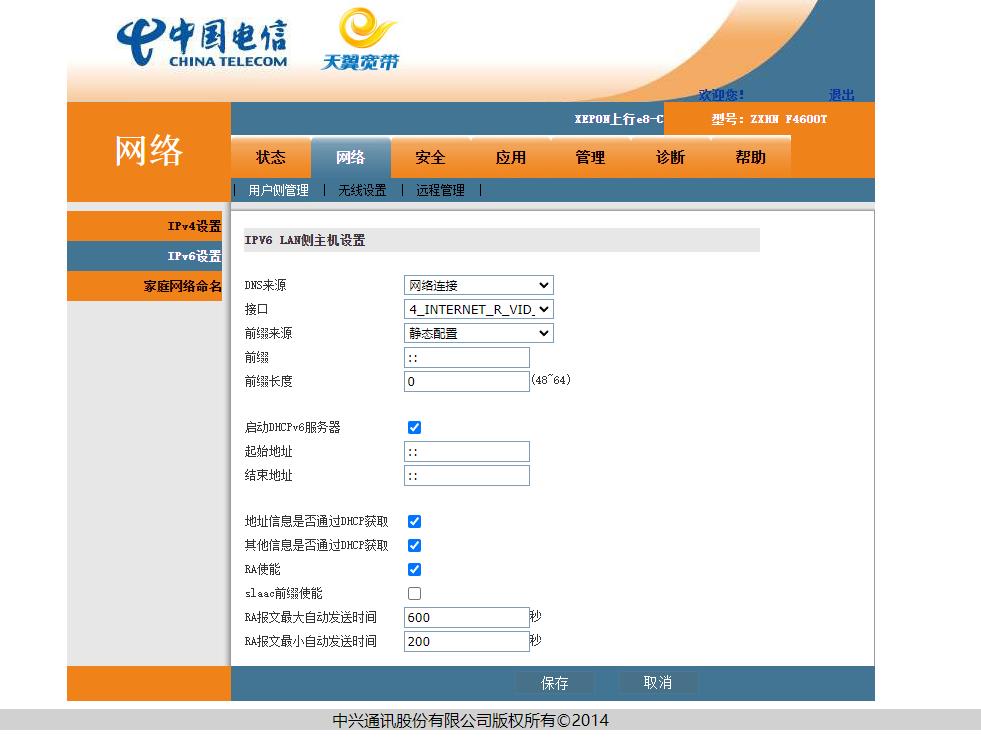 中国电信
CHINA TELECOM
天翼宽带
欢迎您! 退出
XEPON上行e8-C 型号: ZXHN F4600T
网络
状态 网络 安全 应用 管理 诊断 帮助
| 用户侧管理 | 无线设置 | 远程管理 |
IPv4设置
IPv6设置
家庭网络命名
IPV6 LAN侧主机设置
DNS来源 网络连接
接口 4_INTERNET_R_VID_
前缀来源 静态配置
前缀 ::
前缀长度 0 (48~64)
启动DHCPv6服务器
起始地址 ::
结束地址 ::
地址信息是否通过DHCP获取
其他信息是否通过DHCP获取
RA使能
slaac前缀使能
RA报文最大自动发送时间 600 秒
RA报文最小自动发送时间 200 秒
保存 取消
中兴通讯股份有限公司版权所有©2014